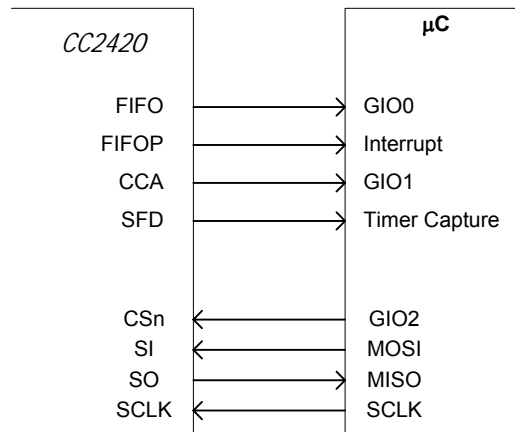 CC2420 μC
FIFO GIO0
FIFOP Interrupt
CCA GIO1
SFD Timer Capture
CSn GIO2
SI MOSI
SO MISO
SCLK SCLK